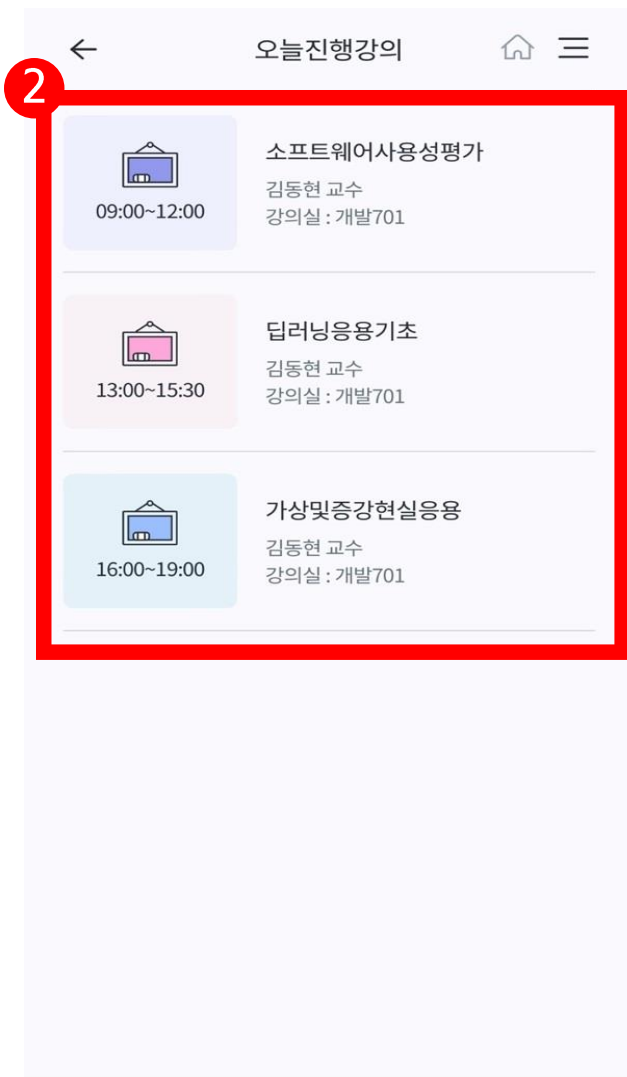 오늘진행강의
2
09:00~12:00
소프트웨어사용성평가
김동현 교수
강의실 : 개발701
13:00~15:30
딥러닝응용기초
김동현 교수
강의실 : 개발701
16:00~19:00
가상및증강현실응용
김동현 교수
강의실 : 개발701